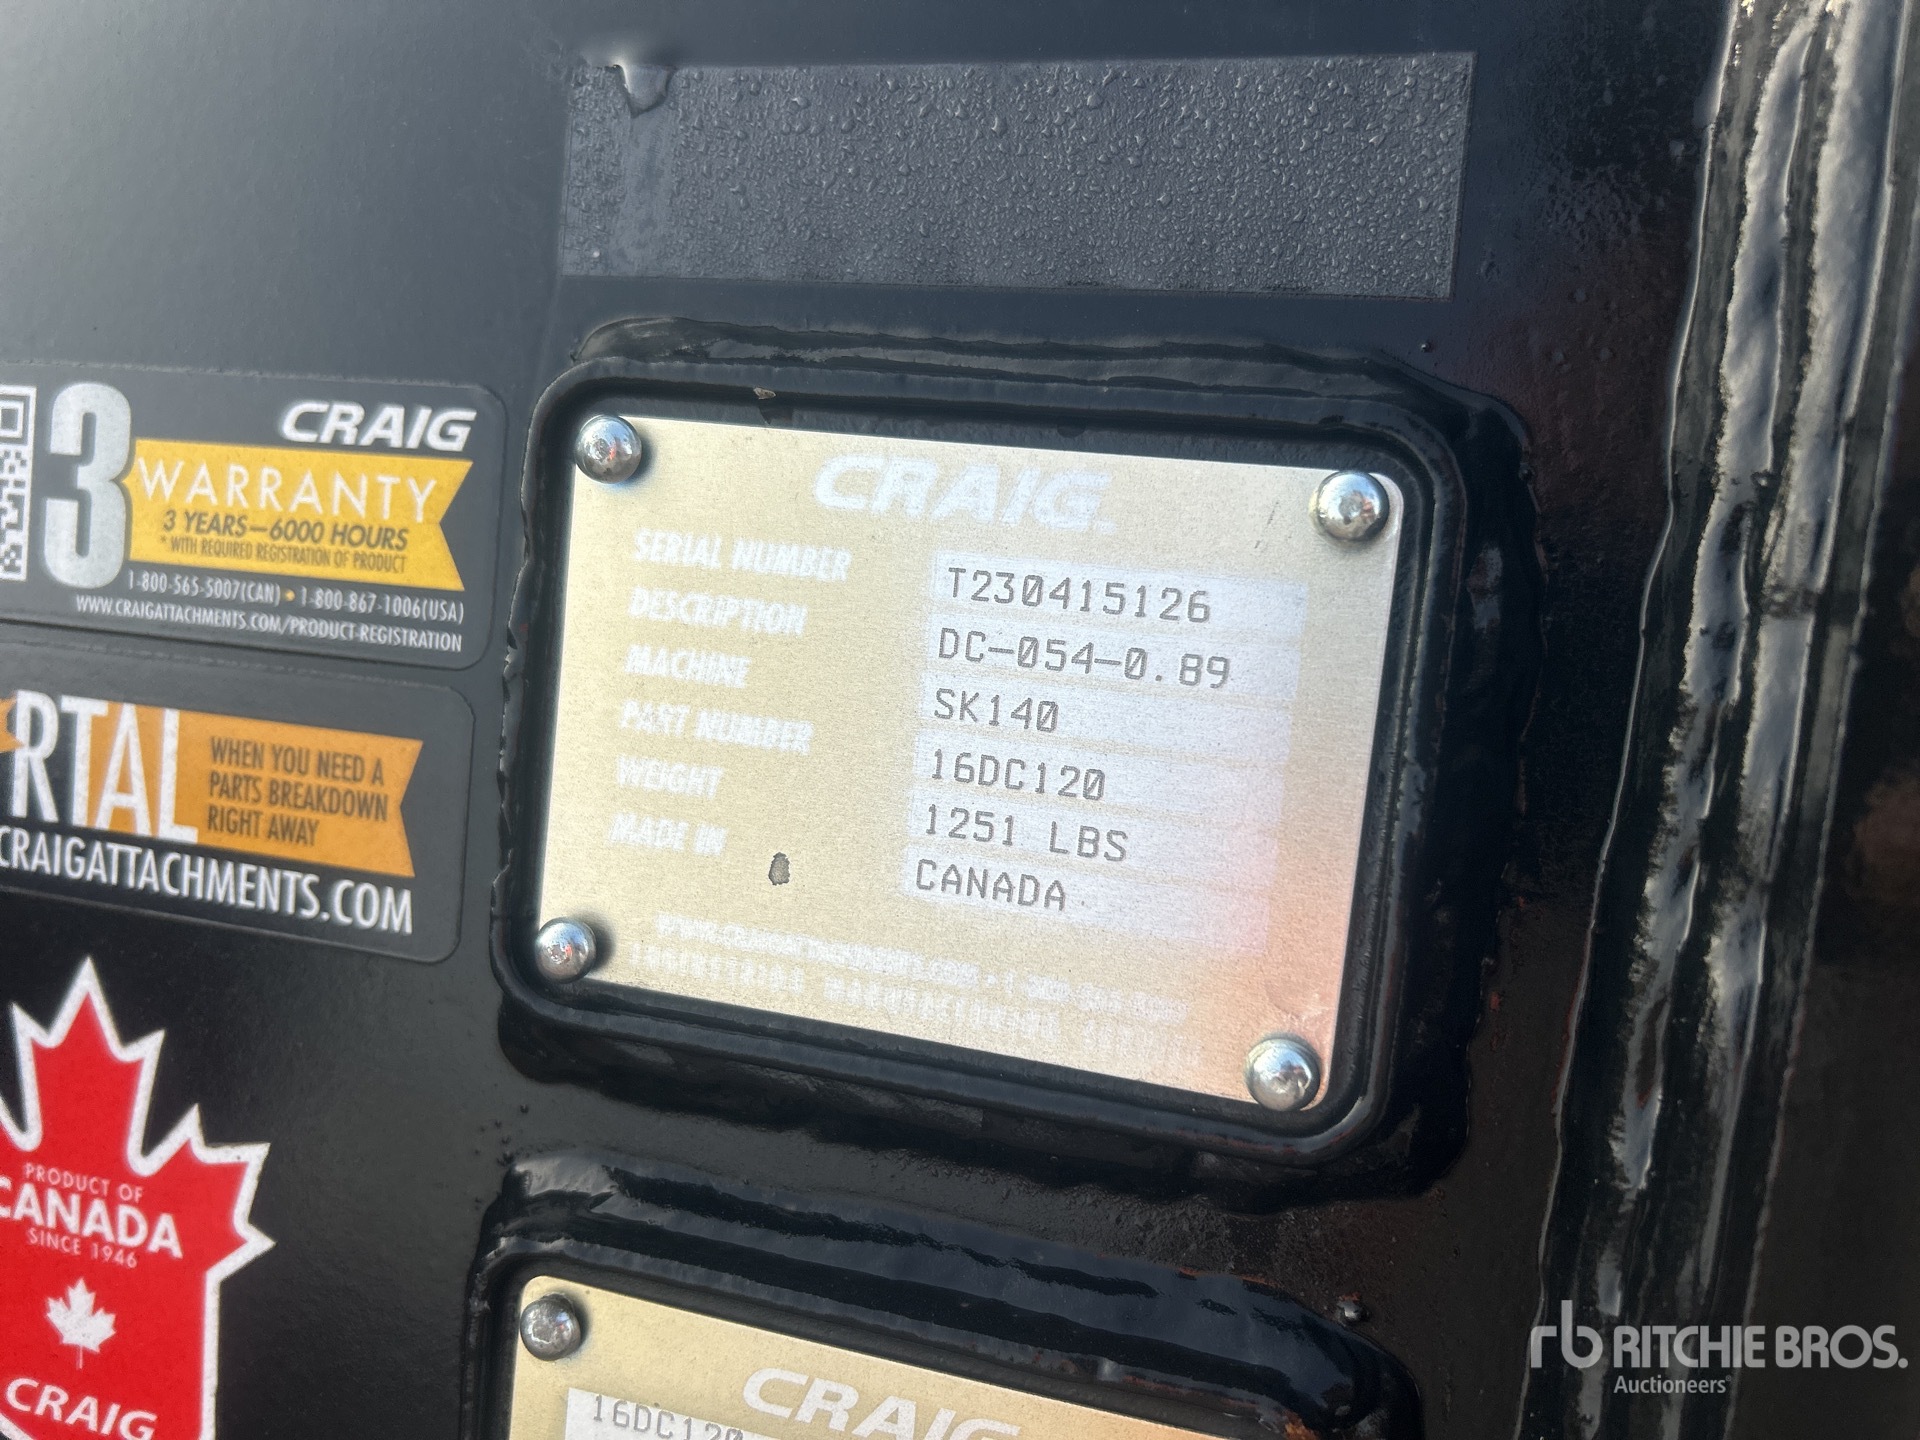 CRAIG
3
WARRANTY
3 YEARS—6000 HOURS
*WITH REQUIRED REGISTRATION OF PRODUCT
1-800-565-5007(CAN) • 1-800-867-1006(USA)
WWW.CRAIGATTACHMENTS.COM/PRODUCT-REGISTRATION
RTAL
WHEN YOU NEED A
PARTS BREAKDOWN
RIGHT AWAY
CRAIGATTACHMENTS.COM
PRODUCT OF
CANADA
SINCE 1946
CRAIG
CRAIG
SERIAL NUMBER T230415126
DESCRIPTION DC-054-0.89
MACHINE SK140
PART NUMBER 16DC120
WEIGHT 1251 LBS
MADE IN CANADA
CRAIG
16DC120
rb RITCHIE BROS.
Auctioneers